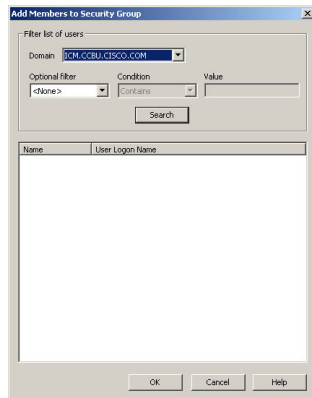 Add Members to Security Group
Filter list of users
Domain ICM.CCBU.CISCO.COM
Optional filter Condition Value
<None> Contains
Search
Name User Logon Name
OK Cancel Help